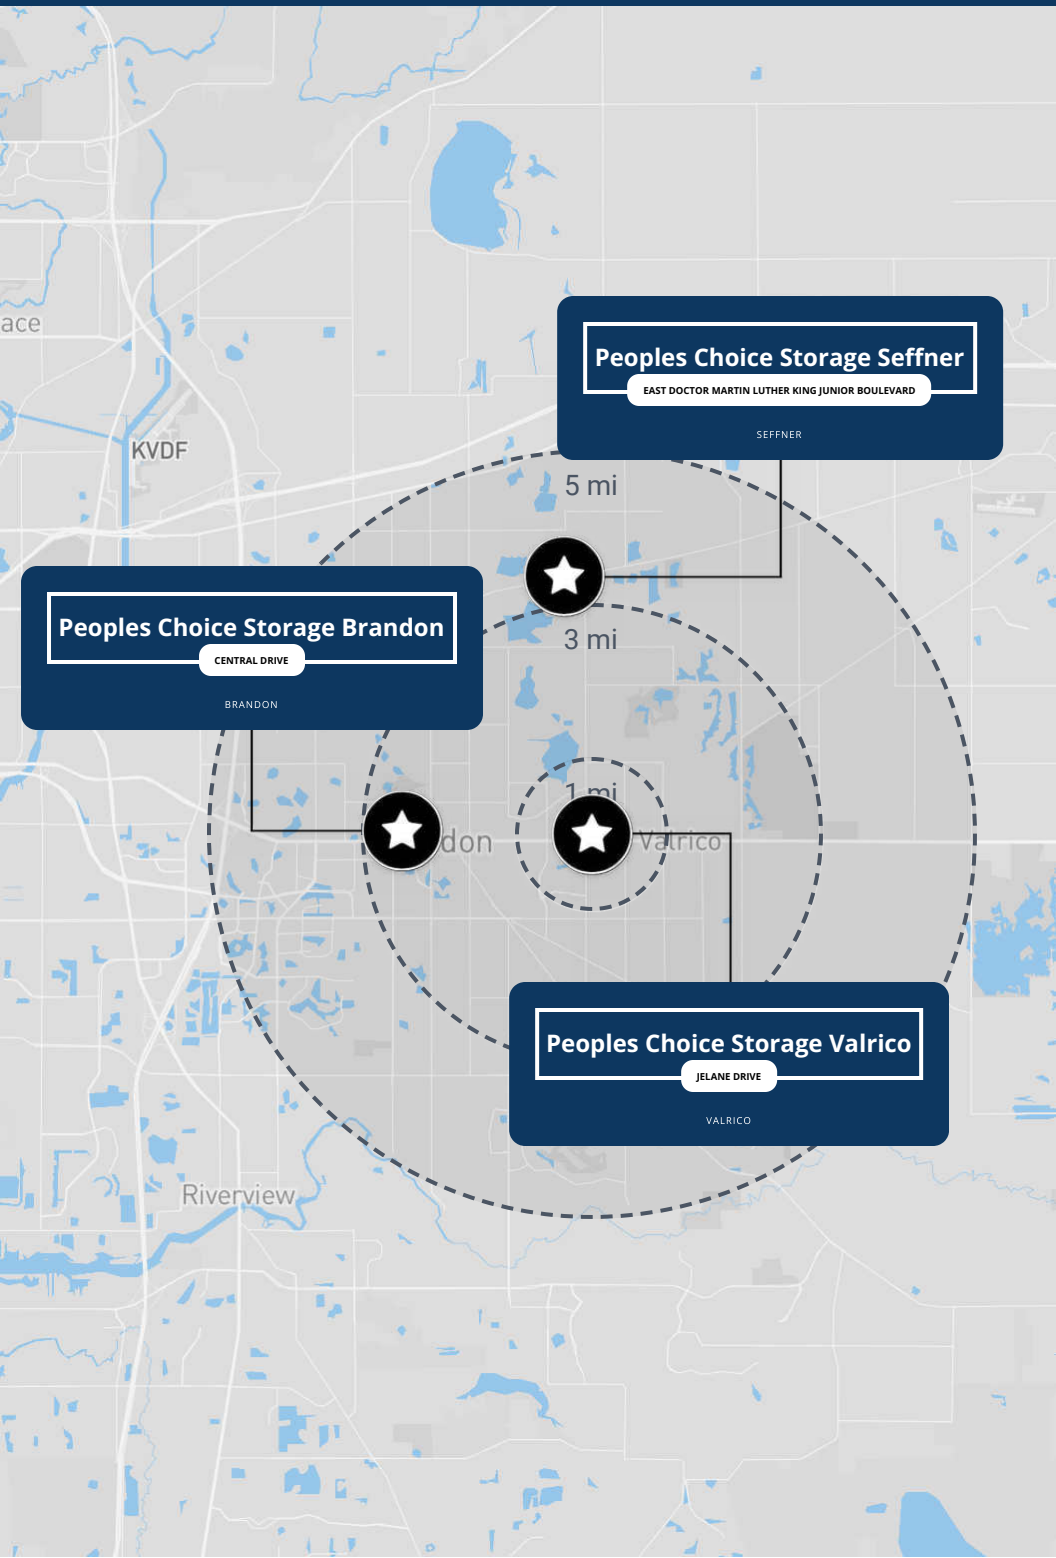 Peoples Choice Storage Seffner
EAST DOCTOR MARTIN LUTHER KING JUNIOR BOULEVARD
SEFFNER
ace
KVDF
5 mi
Peoples Choice Storage Brandon
CENTRAL DRIVE
BRANDON
3 mi
1 mi
don
Valrico
Peoples Choice Storage Valrico
JELANE DRIVE
VALRICO
Riverview